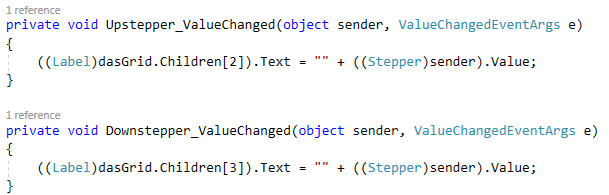 1 reference
private void Upstepper_ValueChanged(object sender, ValueChangedEventArgs e)
{
    ((Label)dasGrid.Children[2]).Text = "" + ((Stepper)sender).Value;
}
1 reference
private void Downstepper_ValueChanged(object sender, ValueChangedEventArgs e)
{
    ((Label)dasGrid.Children[3]).Text = "" + ((Stepper)sender).Value;
}